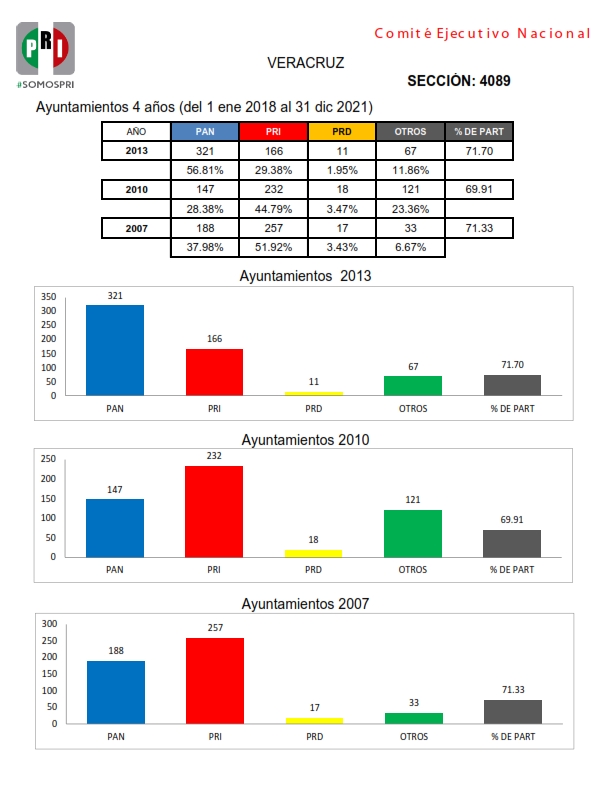 Comité Ejecutivo Nacional
PRI
#SOMOSPRI
VERACRUZ
SECCIÓN: 4089
Ayuntamientos 4 años (del 1 ene 2018 al 31 dic 2021)
AÑO PAN PRI PRD OTROS % DE PART
2013 321 166 11 67 71.70
56.81% 29.38% 1.95% 11.86%
2010 147 232 18 121 69.91
28.38% 44.79% 3.47% 23.36%
2007 188 257 17 33 71.33
37.98% 51.92% 3.43% 6.67%
Ayuntamientos 2013
350
300
250
200
150
100
50
0
321
166
11
67
71.70
PAN PRI PRD OTROS % DE PART
Ayuntamientos 2010
250
200
150
100
50
0
147
232
18
121
69.91
PAN PRI PRD OTROS % DE PART
Ayuntamientos 2007
300
250
200
150
100
50
0
188
257
17
33
71.33
PAN PRI PRD OTROS % DE PART